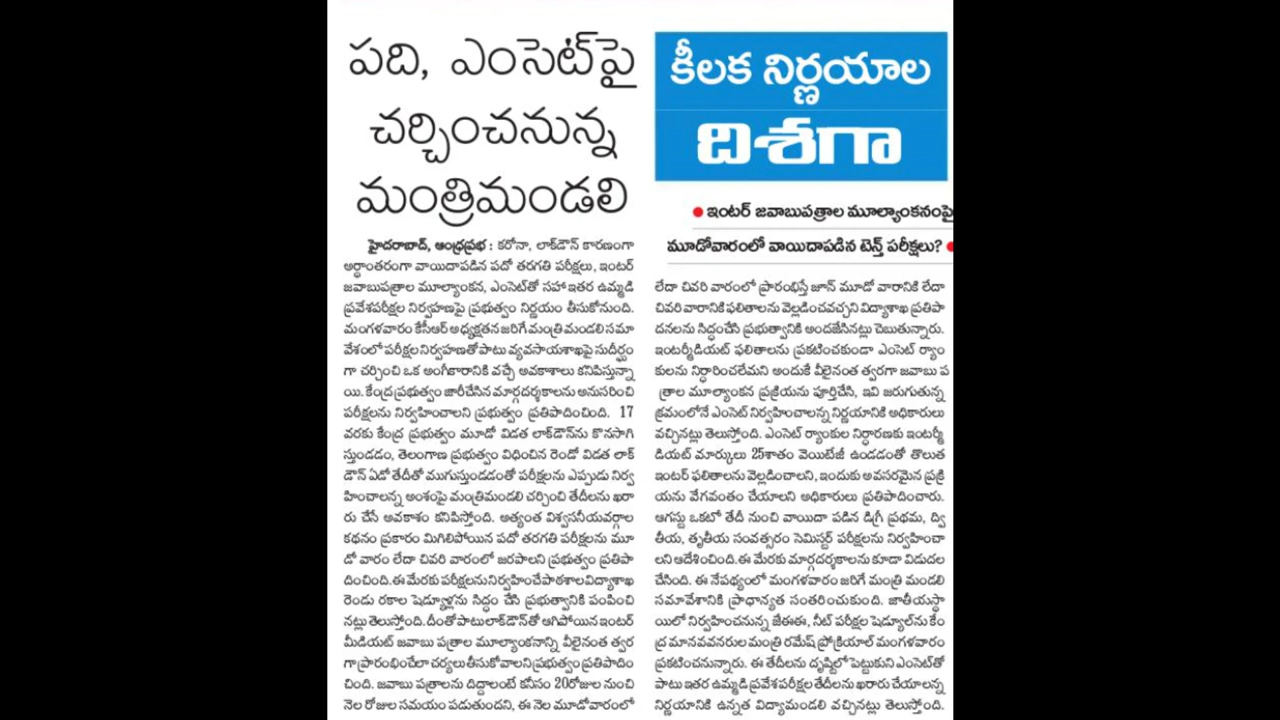 పది, ఎంసెట్‌పై
చర్చించనున్న
మంత్రిమండలి
హైదరాబాద్, ఆంధ్రప్రభ : కరోనా, లాక్‌డౌన్ కారణంగా
అర్ధాంతరంగా వాయిదాపడిన పదో తరగతి పరీక్షలు, ఇంటర్
జవాబుపత్రాల మూల్యాంకన, ఎంసెట్‌తో సహా ఇతర ఉమ్మడి
ప్రవేశపరీక్షల నిర్వహణపై ప్రభుత్వం నిర్ణయం తీసుకోనుంది.
మంగళవారం కేసీఆర్ అధ్యక్షతన జరిగే మంత్రిమండలి సమా
వేశంలో పరీక్షల నిర్వహణతోపాటు వ్యవసాయశాఖపై సుదీర్ఘం
గా చర్చించి ఒక అంగీకారానికి వచ్చే అవకాశాలు కనిపిస్తున్నా
యి. కేంద్ర ప్రభుత్వం జారీచేసిన మార్గదర్శకాలను అనుసరించి
పరీక్షలను నిర్వహించాలని ప్రభుత్వం ప్రతిపాదించింది. 17
వరకు కేంద్ర ప్రభుత్వం మూడో విడత లాక్‌డౌన్‌ను కొనసాగి
స్తుండడం, తెలంగాణ ప్రభుత్వం విధించిన రెండో విడత లాక్
డౌన్ ఏడో తేదీతో ముగుస్తుండడంతో పరీక్షలను ఎప్పుడు నిర్వ
హించాలన్న అంశంపై మంత్రిమండలి చర్చించి తేదీలను ఖరా
రు చేసే అవకాశం కనిపిస్తోంది. అత్యంత విశ్వసనీయవర్గాల
కథనం ప్రకారం మిగిలిపోయిన పదో తరగతి పరీక్షలను మూ
డో వారం లేదా చివరి వారంలో జరపాలని ప్రభుత్వం ప్రతిపా
దించింది. ఈ మేరకు పరీక్షలను నిర్వహించే పాఠశాల విద్యాశాఖ
రెండు రకాల షెడ్యూళ్లను సిద్ధం చేసి ప్రభుత్వానికి పంపించి
నట్లు తెలుస్తోంది. దీంతో పాటు లాక్‌డౌన్‌తో ఆగిపోయిన ఇంటర్
మీడియట్ జవాబు పత్రాల మూల్యాంకనాన్ని వీలైనంత త్వర
గా ప్రారంభించేలా చర్యలు తీసుకోవాలని ప్రభుత్వం ప్రతిపాదిం
చింది. జవాబు పత్రాలను దిద్దాలంటే కనీసం 20రోజుల నుంచి
నెల రోజుల సమయం పడుతుందని, ఈ నెల మూడోవారంలో
కీలక నిర్ణయాల
దిశగా
• ఇంటర్ జవాబుపత్రాల మూల్యాంకనంపై
మూడోవారంలో వాయిదాపడిన టెన్త్ పరీక్షలు? •
లేదా చివరి వారంలో ప్రారంభిస్తే జూన్ మూడో వారానికి లేదా
చివరి వారానికి ఫలితాలను వెల్లడించవచ్చని విద్యాశాఖ ప్రతిపా
దనలను సిద్ధంచేసి ప్రభుత్వానికి అందజేసినట్లు చెబుతున్నారు.
ఇంటర్మీడియట్ ఫలితాలను ప్రకటించకుండా ఎంసెట్ ర్యాం
కులను నిర్ధారించలేమని అందుకే వీలైనంత త్వరగా జవాబు ప
త్రాల మూల్యాంకన ప్రక్రియను పూర్తిచేసి, ఇవి జరుగుతున్న
క్రమంలోనే ఎంసెట్ నిర్వహించాలన్న నిర్ణయానికి అధికారులు
వచ్చినట్లు తెలుస్తోంది. ఎంసెట్ ర్యాంకుల నిర్ధారణకు ఇంటర్మీ
డియట్ మార్కులు 25శాతం వెయిటేజీ ఉండడంతో తొలుత
ఇంటర్ ఫలితాలను వెల్లడించాలని, ఇందుకు అవసరమైన ప్రక్రి
యను వేగవంతం చేయాలని అధికారులు ప్రతిపాదించారు.
ఆగస్టు ఒకటో తేదీ నుంచి వాయిదా పడిన డిగ్రీ ప్రథమ, ద్వి
తీయ, తృతీయ సంవత్సరం సెమిస్టర్ పరీక్షలను నిర్వహించా
లని ఆదేశించింది. ఈ మేరకు మార్గదర్శకాలను కూడా విడుదల
చేసింది. ఈ నేపథ్యంలో మంగళవారం జరిగే మంత్రి మండలి
సమావేశానికి ప్రాధాన్యత సంతరించుకుంది. జాతీయస్థా
యిలో నిర్వహించనున్న జేఈఈ, నీట్ పరీక్షల షెడ్యూల్‌ను కేం
ద్ర మానవవనరుల మంత్రి రమేష్ ప్రోక్రియాల్ మంగళవారం
ప్రకటించనున్నారు. ఈ తేదీలను దృష్టిలో పెట్టుకుని ఎంసెట్‌తో
పాటు ఇతర ఉమ్మడి ప్రవేశ పరీక్షల తేదీలను ఖరారు చేయాలన్న
నిర్ణయానికి ఉన్నత విద్యామండలి వచ్చినట్లు తెలుస్తోంది.